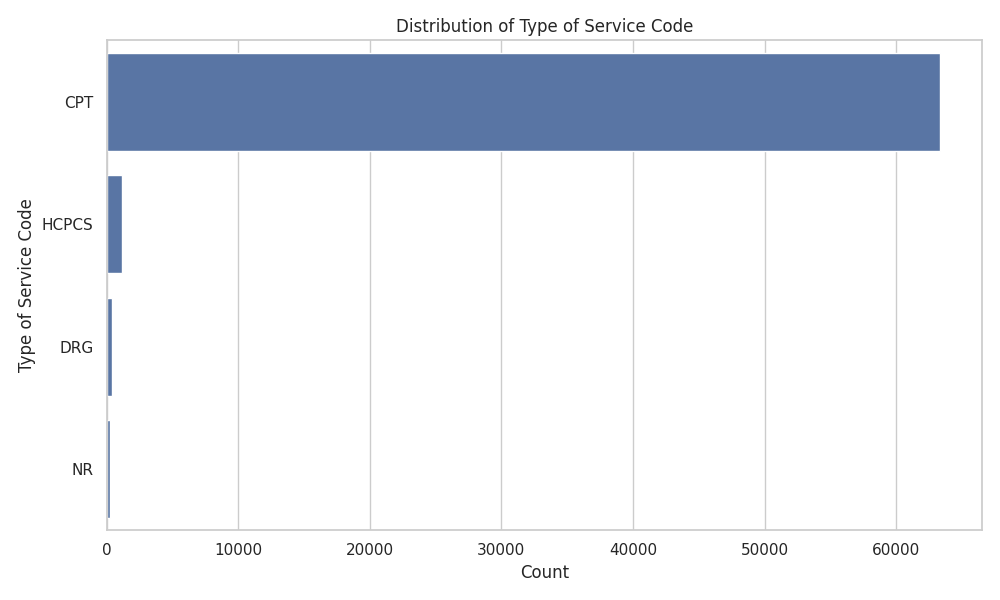 Distribution of Type of Service Code
Type of Service Code
CPT
HCPCS
DRG
NR
0 10000 20000 30000 40000 50000 60000
Count